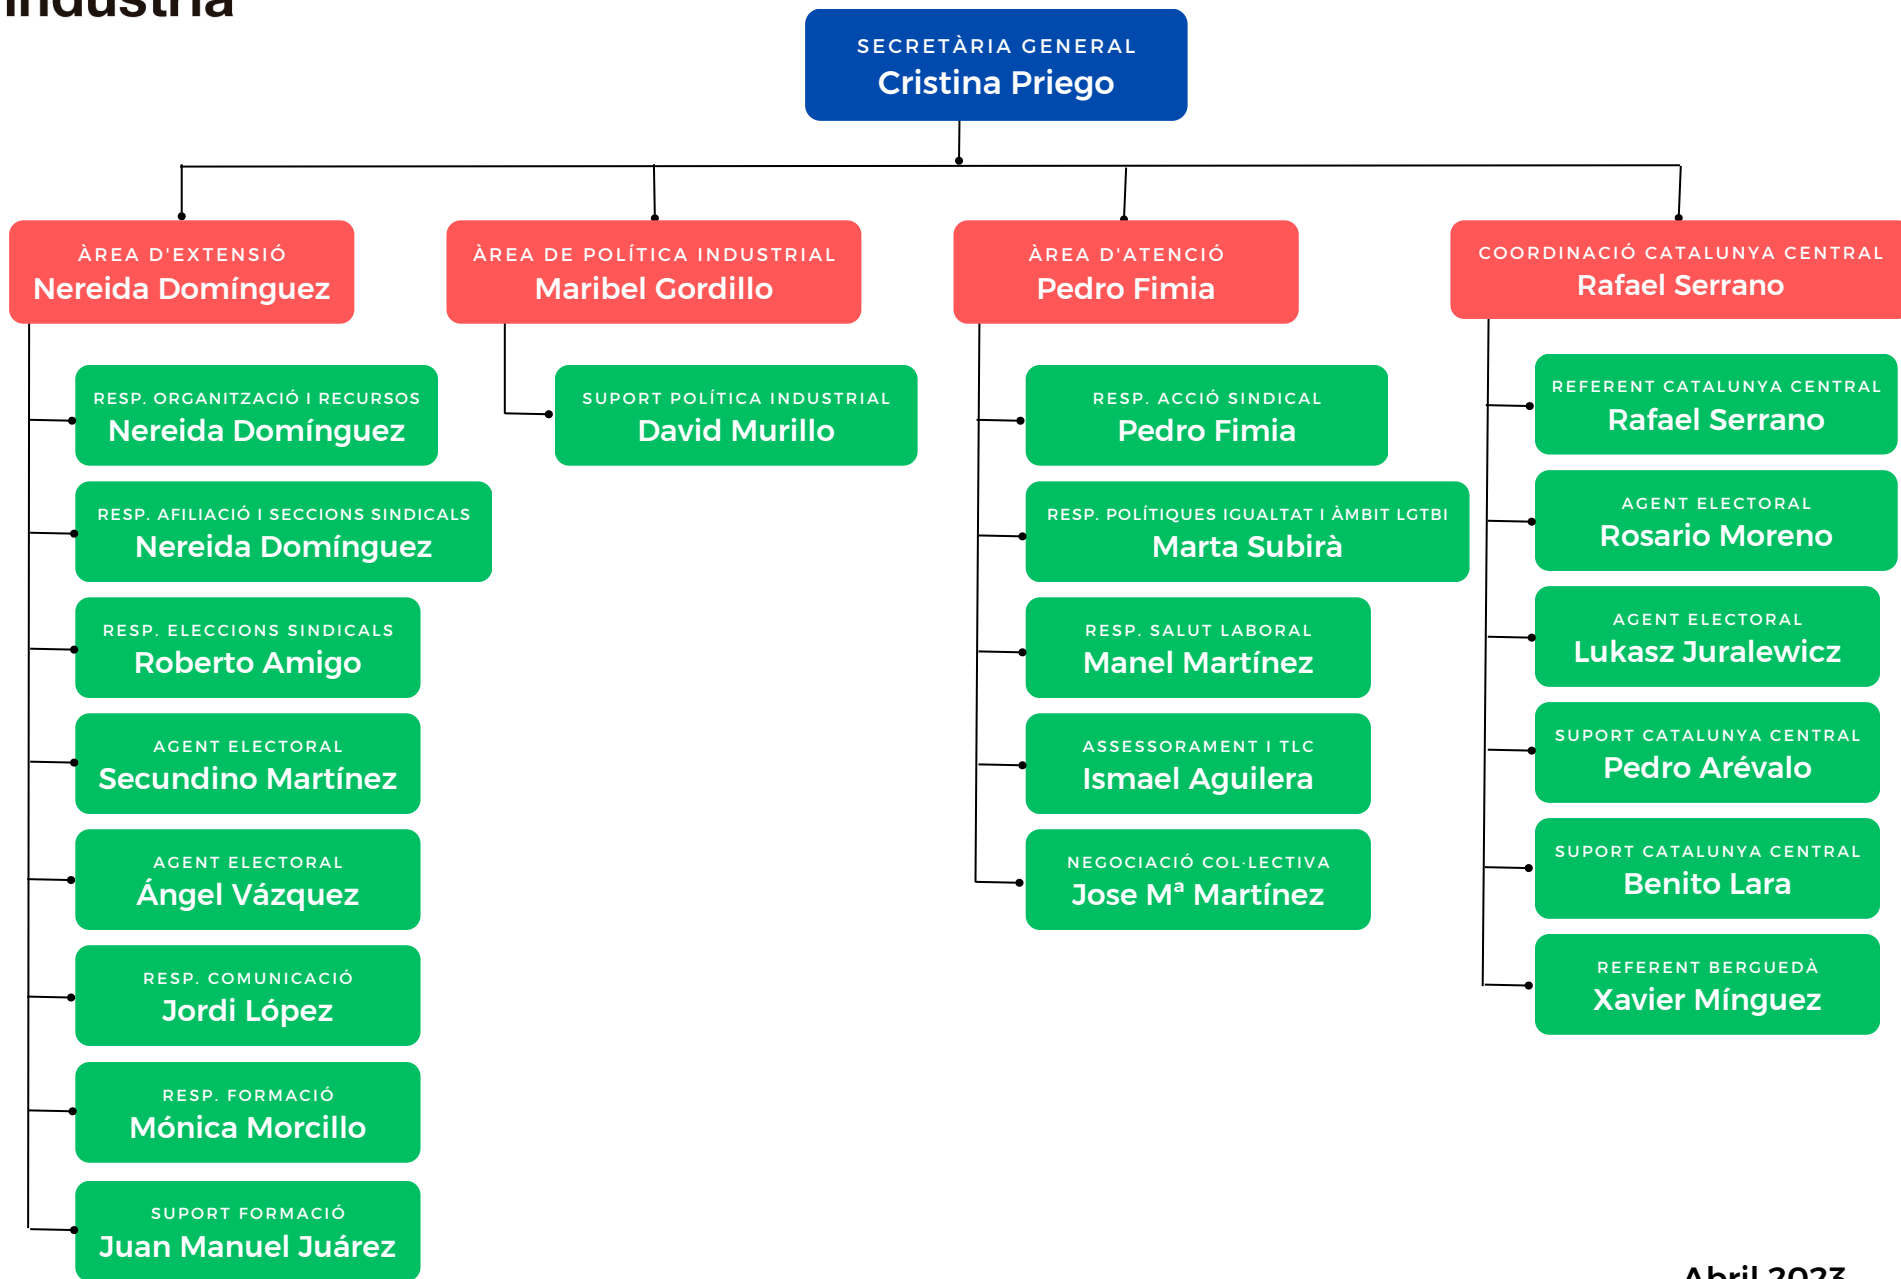 Indústria
SECRETÀRIA GENERAL
Cristina Priego
ÀREA D'EXTENSIÓ
Nereida Domínguez
RESP. ORGANITZACIÓ I RECURSOS
Nereida Domínguez
RESP. AFILIACIÓ I SECCIONS SINDICALS
Nereida Domínguez
RESP. ELECCIONS SINDICALS
Roberto Amigo
AGENT ELECTORAL
Secundino Martínez
AGENT ELECTORAL
Ángel Vázquez
RESP. COMUNICACIÓ
Jordi López
RESP. FORMACIÓ
Mónica Morcillo
SUPORT FORMACIÓ
Juan Manuel Juárez
ÀREA DE POLÍTICA INDUSTRIAL
Maribel Gordillo
SUPORT POLÍTICA INDUSTRIAL
David Murillo
ÀREA D'ATENCIÓ
Pedro Fimia
RESP. ACCIÓ SINDICAL
Pedro Fimia
RESP. POLÍTIQUES IGUALTAT I ÀMBIT LGTBI
Marta Subirà
RESP. SALUT LABORAL
Manel Martínez
ASSESSORAMENT I TLC
Ismael Aguilera
NEGOCIACIÓ COL·LECTIVA
Jose Mª Martínez
COORDINACIÓ CATALUNYA CENTRAL
Rafael Serrano
REFERENT CATALUNYA CENTRAL
Rafael Serrano
AGENT ELECTORAL
Rosario Moreno
AGENT ELECTORAL
Lukasz Juralewicz
SUPORT CATALUNYA CENTRAL
Pedro Arévalo
SUPORT CATALUNYA CENTRAL
Benito Lara
REFERENT BERGUEDÀ
Xavier Mínguez
Abril 2023